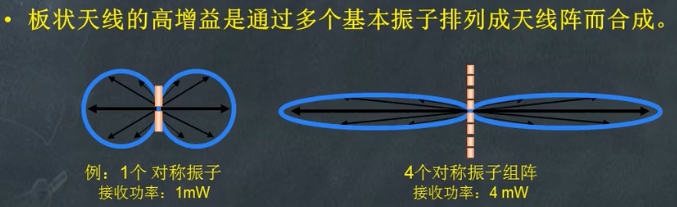 • 板状天线的高增益是通过多个基本振子排列成天线阵而合成。
例：1个 对称振子
接收功率：1mW
4个对称振子组阵
接收功率：4 mW